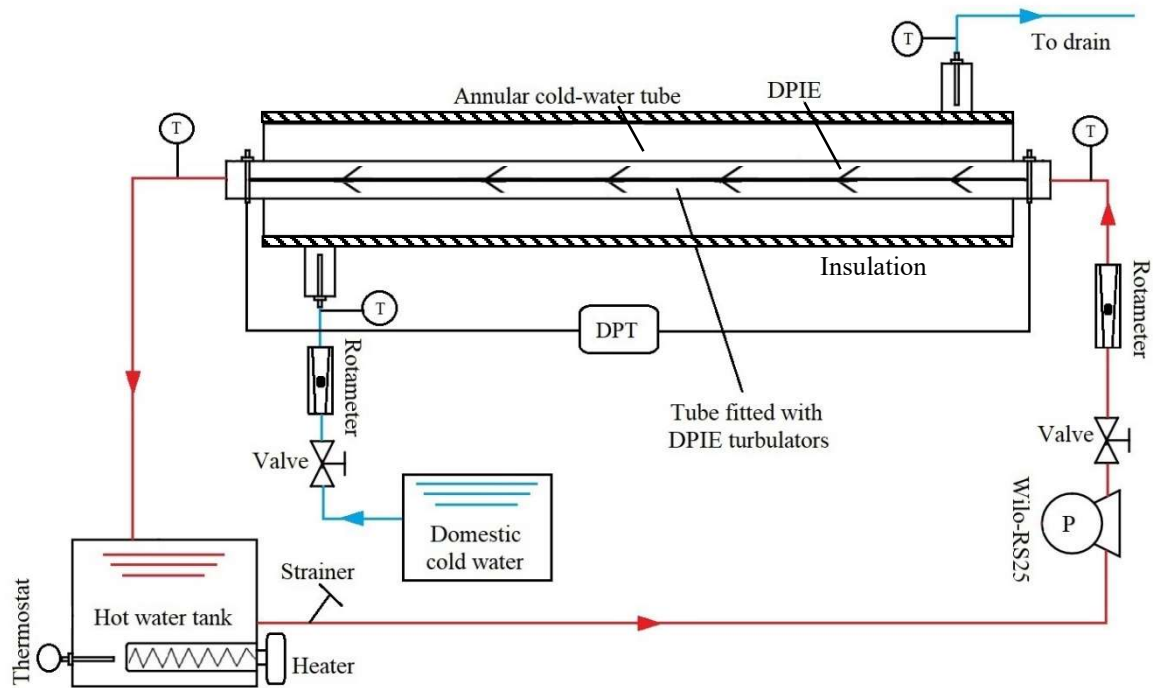 T
To drain
Annular cold-water tube
DPIE
T
T
Insulation
T
DPT
Rotameter
Rotameter
Tube fitted with
DPIE turbulators
Valve
Valve
Wilo-RS25
P
Domestic
cold water
Strainer
Hot water tank
Thermostat
Heater